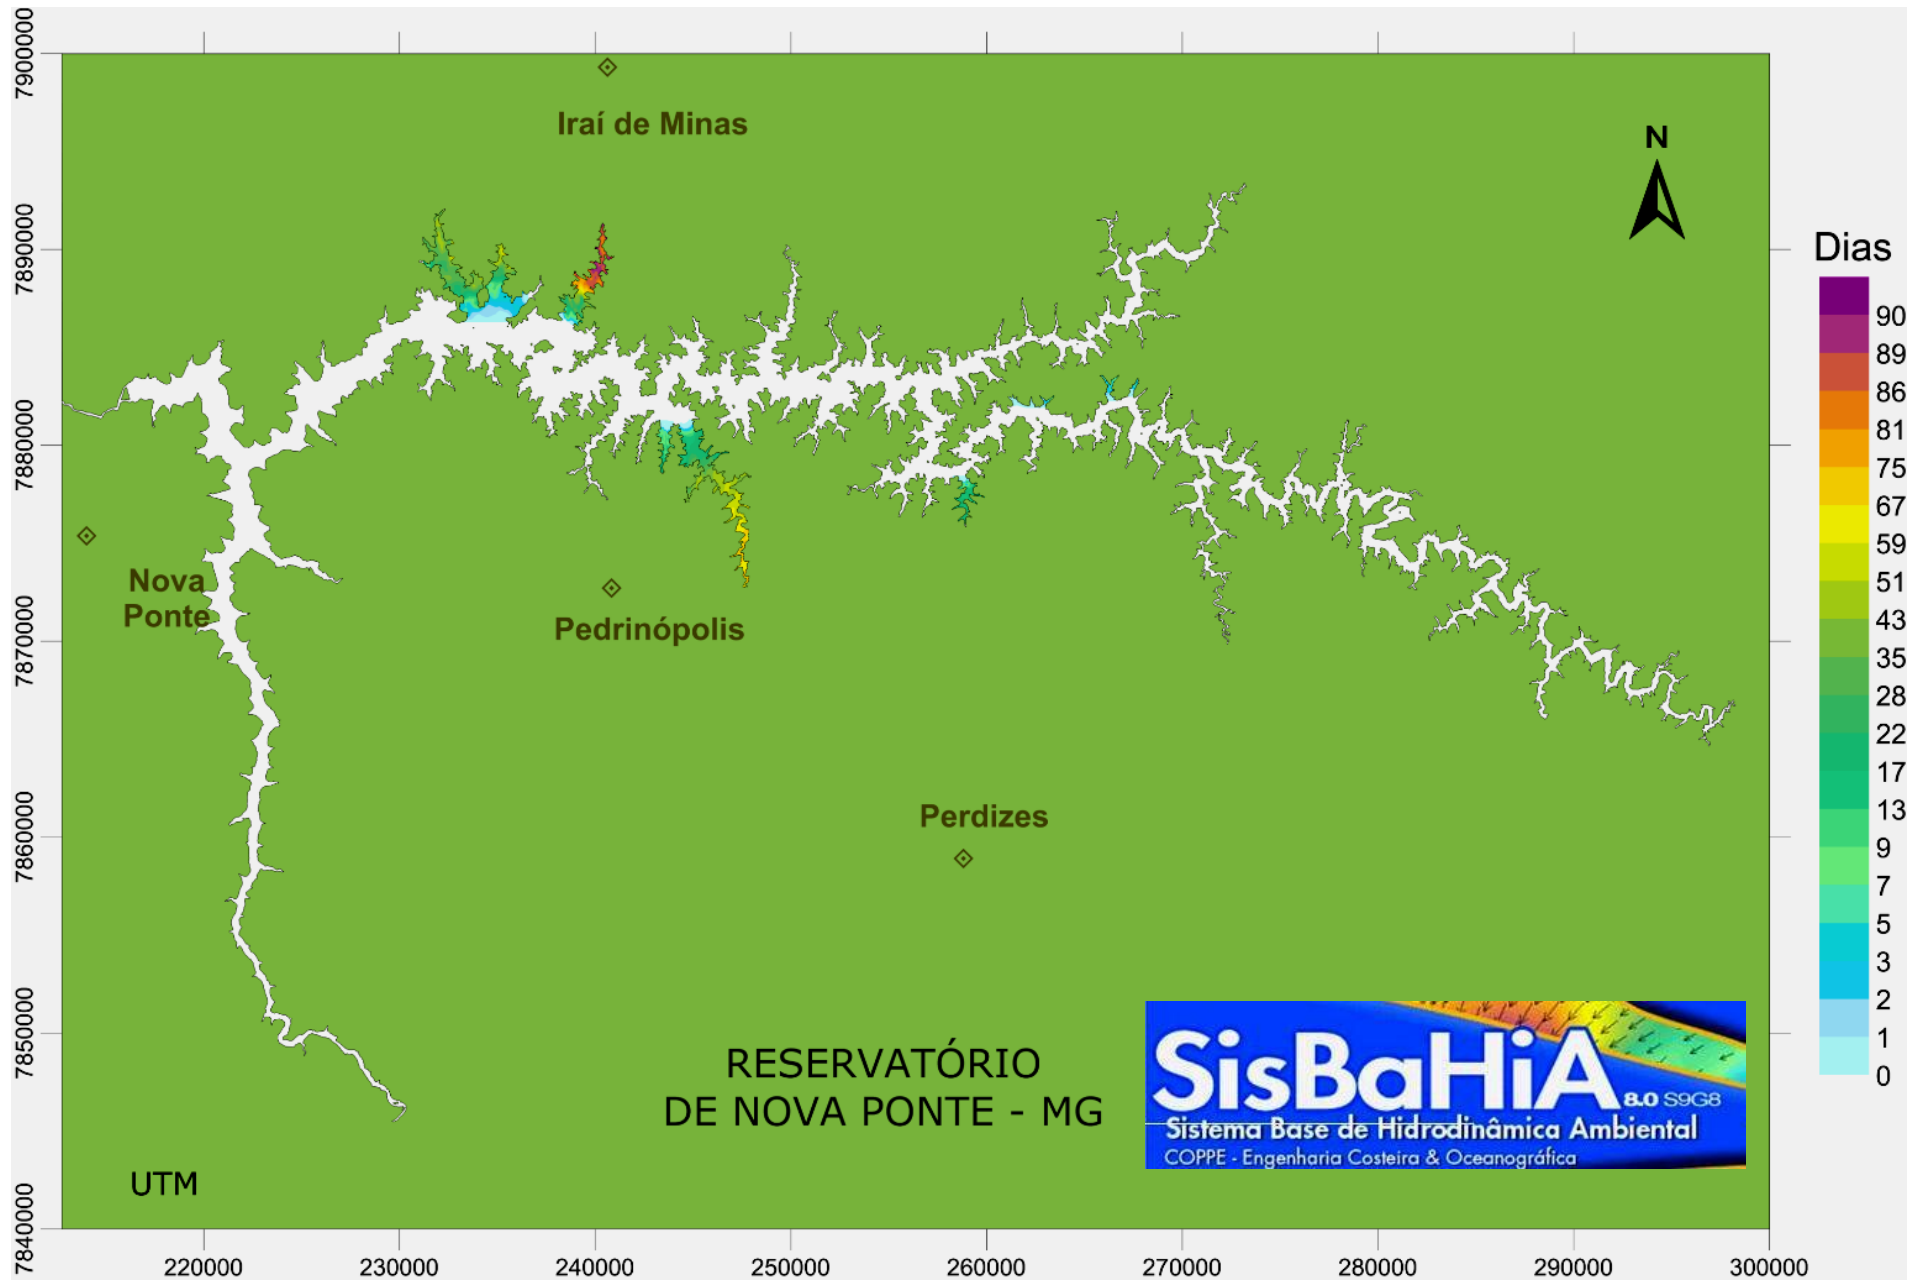 7900000
7890000
7880000
7870000
7860000
7850000
7840000
Iraí de Minas
N
Nova
Ponte
Pedrinópolis
Perdizes
RESERVATÓRIO
DE NOVA PONTE - MG
UTM
SisBaHiA 8.0 S9G8
Sistema Base de Hidrodinâmica Ambiental
COPPE - Engenharia Costeira & Oceanográfica
Dias
90
89
86
81
75
67
59
51
43
35
28
22
17
13
9
7
5
3
2
1
0
220000 230000 240000 250000 260000 270000 280000 290000 300000